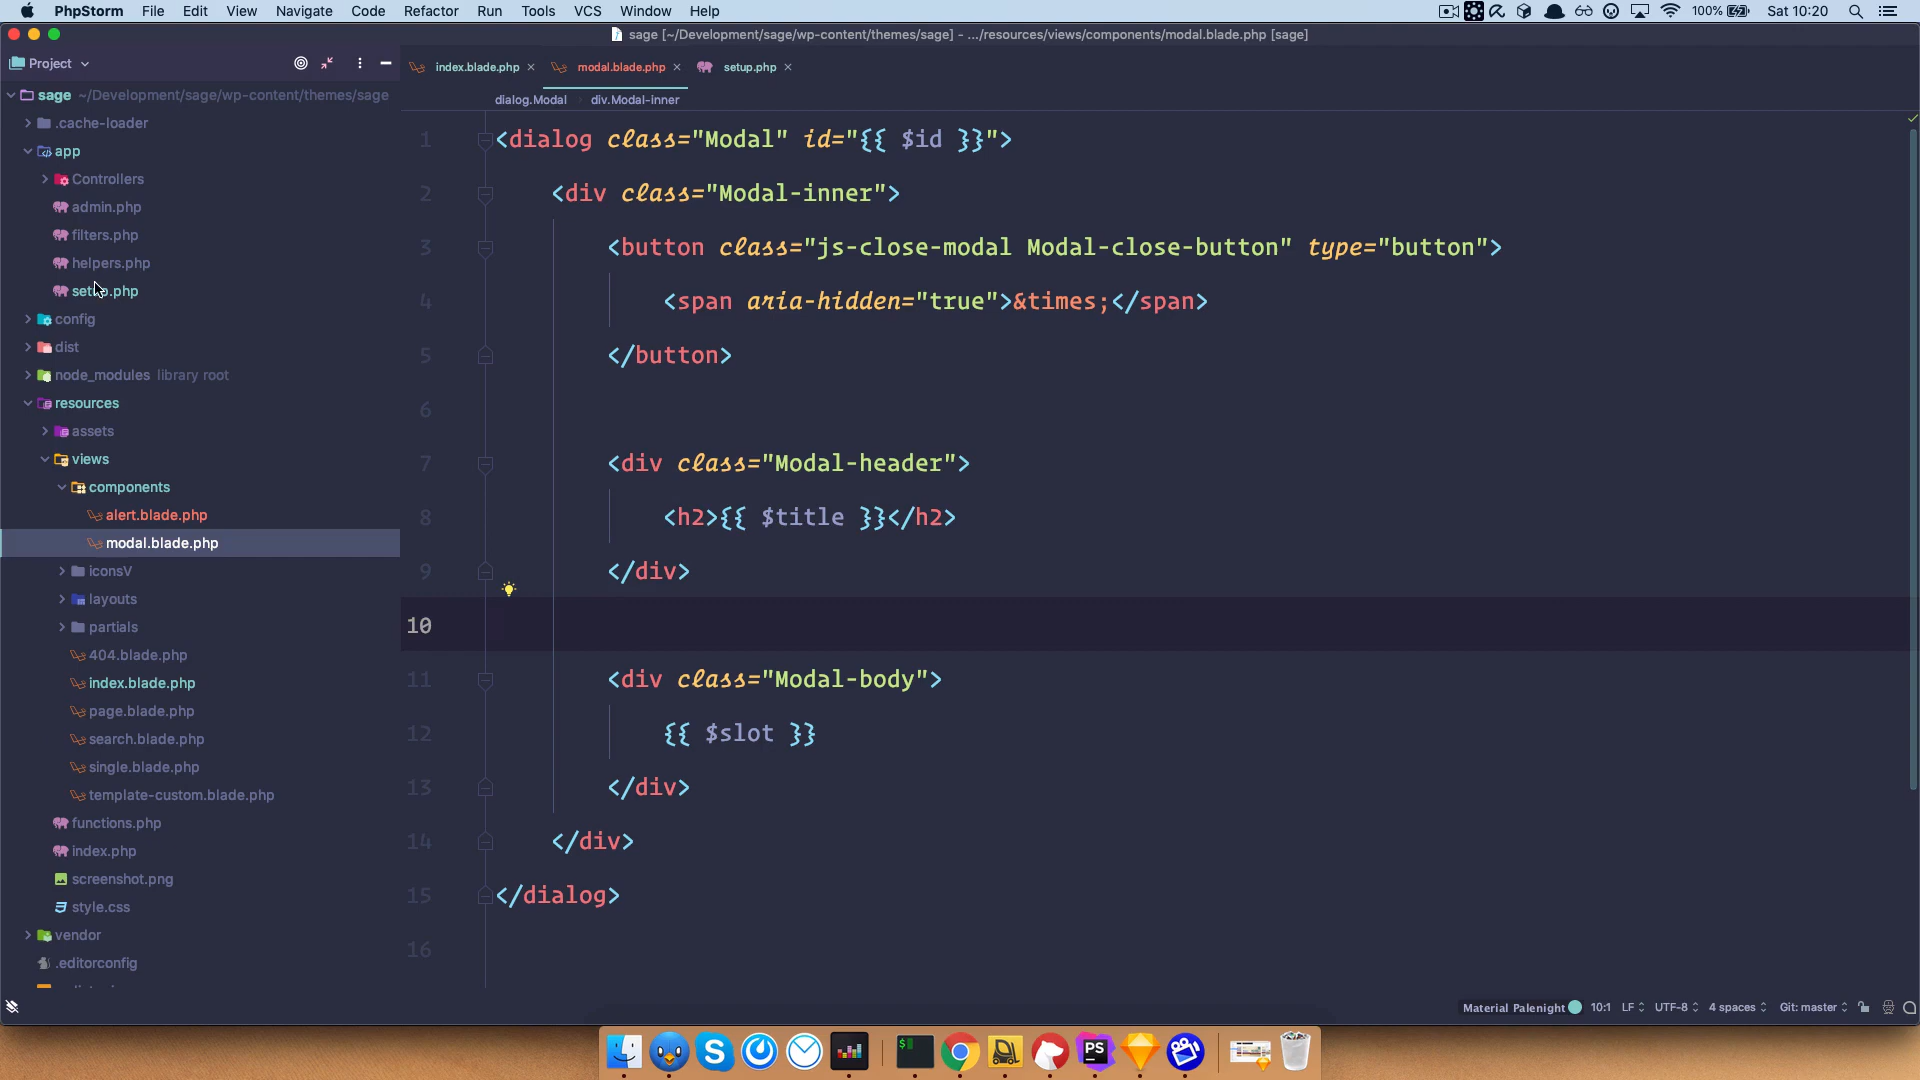 PhpStorm File Edit View Navigate Code Refactor Run Tools VCS Window Help 100% Sat 10:20
sage [~/Development/sage/wp-content/themes/sage] - .../resources/views/components/modal.blade.php [sage]
Project
index.blade.php
modal.blade.php
setup.php
dialog.Modal
div.Modal-inner
sage ~/Development/sage/wp-content/themes/sage
.cache-loader
app
Controllers
admin.php
filters.php
helpers.php
setup.php
config
dist
node_modules library root
resources
assets
views
components
alert.blade.php
modal.blade.php
iconsV
layouts
partials
404.blade.php
index.blade.php
page.blade.php
search.blade.php
single.blade.php
template-custom.blade.php
functions.php
index.php
screenshot.png
style.css
vendor
.editorconfig
1 <dialog class="Modal" id="{{ $id }}">
2 <div class="Modal-inner">
3 <button class="js-close-modal Modal-close-button" type="button">
4 <span aria-hidden="true">&times;</span>
5 </button>
6
7 <div class="Modal-header">
8 <h2>{{ $title }}</h2>
9 </div>
10
11 <div class="Modal-body">
12 {{ $slot }}
13 </div>
14 </div>
15 </dialog>
16
Material Palenight 10:1 LF UTF-8 4 spaces Git: master
$
PS